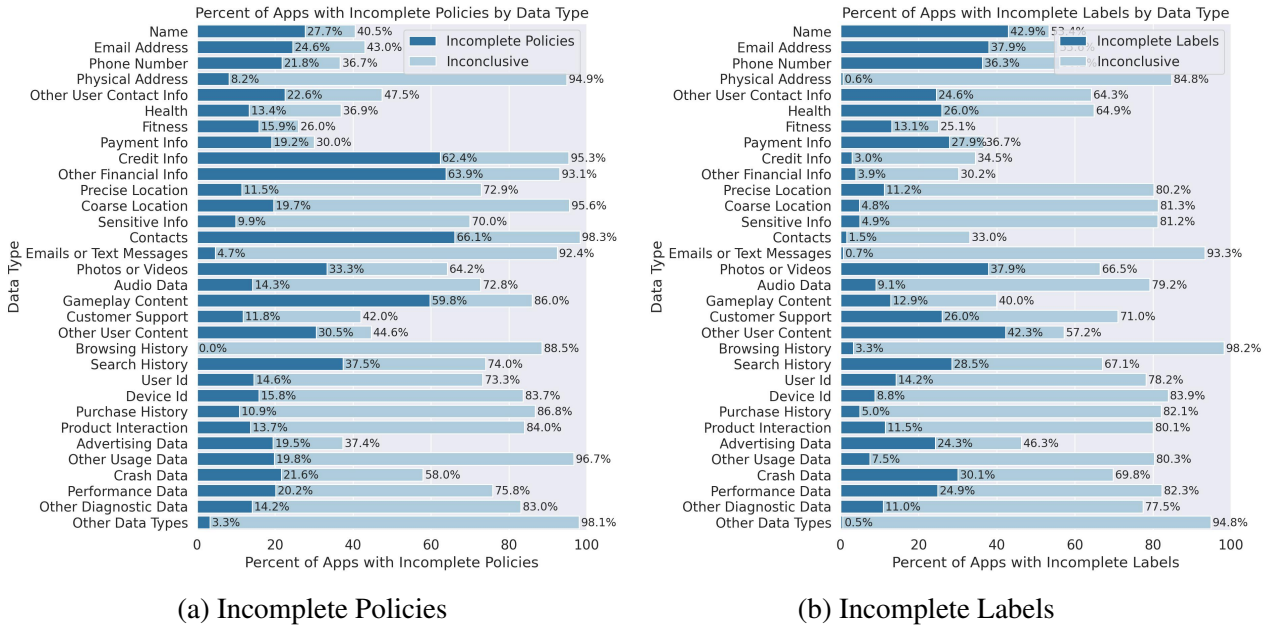 Percent of Apps with Incomplete Policies by Data Type
Data Type
Incomplete Policies
Inconclusive
Name 27.7% 40.5%
Email Address 24.6% 43.0%
Phone Number 21.8% 36.7%
Physical Address 8.2% 94.9%
Other User Contact Info 22.6% 47.5%
Health 13.4% 36.9%
Fitness 15.9% 26.0%
Payment Info 19.2% 30.0%
Credit Info 62.4% 95.3%
Other Financial Info 63.9% 93.1%
Precise Location 11.5% 72.9%
Coarse Location 19.7% 95.6%
Sensitive Info 9.9% 70.0%
Contacts 66.1% 98.3%
Emails or Text Messages 4.7% 92.4%
Photos or Videos 33.3% 64.2%
Audio Data 14.3% 72.8%
Gameplay Content 59.8% 86.0%
Customer Support 11.8% 42.0%
Other User Content 30.5% 44.6%
Browsing History 0.0% 88.5%
Search History 37.5% 74.0%
User Id 14.6% 73.3%
Device Id 15.8% 83.7%
Purchase History 10.9% 86.8%
Product Interaction 13.7% 84.0%
Advertising Data 19.5% 37.4%
Other Usage Data 19.8% 96.7%
Crash Data 21.6% 58.0%
Performance Data 20.2% 75.8%
Other Diagnostic Data 14.2% 83.0%
Other Data Types 3.3% 98.1%
0 20 40 60 80 100
Percent of Apps with Incomplete Policies
(a) Incomplete Policies
Percent of Apps with Incomplete Labels by Data Type
Data Type
Incomplete Labels
Inconclusive
Name 42.9% 53.4%
Email Address 37.9%
Phone Number 36.3%
Physical Address 0.6% 84.8%
Other User Contact Info 24.6% 64.3%
Health 26.0% 64.9%
Fitness 13.1% 25.1%
Payment Info 27.9% 36.7%
Credit Info 3.0% 34.5%
Other Financial Info 3.9% 30.2%
Precise Location 11.2% 80.2%
Coarse Location 4.8% 81.3%
Sensitive Info 4.9% 81.2%
Contacts 1.5% 33.0%
Emails or Text Messages 0.7% 93.3%
Photos or Videos 37.9% 66.5%
Audio Data 9.1% 79.2%
Gameplay Content 12.9% 40.0%
Customer Support 26.0% 71.0%
Other User Content 42.3% 57.2%
Browsing History 3.3% 98.2%
Search History 28.5% 67.1%
User Id 14.2% 78.2%
Device Id 8.8% 83.9%
Purchase History 5.0% 82.1%
Product Interaction 11.5% 80.1%
Advertising Data 24.3% 46.3%
Other Usage Data 7.5% 80.3%
Crash Data 30.1% 69.8%
Performance Data 24.9% 82.3%
Other Diagnostic Data 11.0% 77.5%
Other Data Types 0.5% 94.8%
0 20 40 60 80 100
Percent of Apps with Incomplete Labels
(b) Incomplete Labels